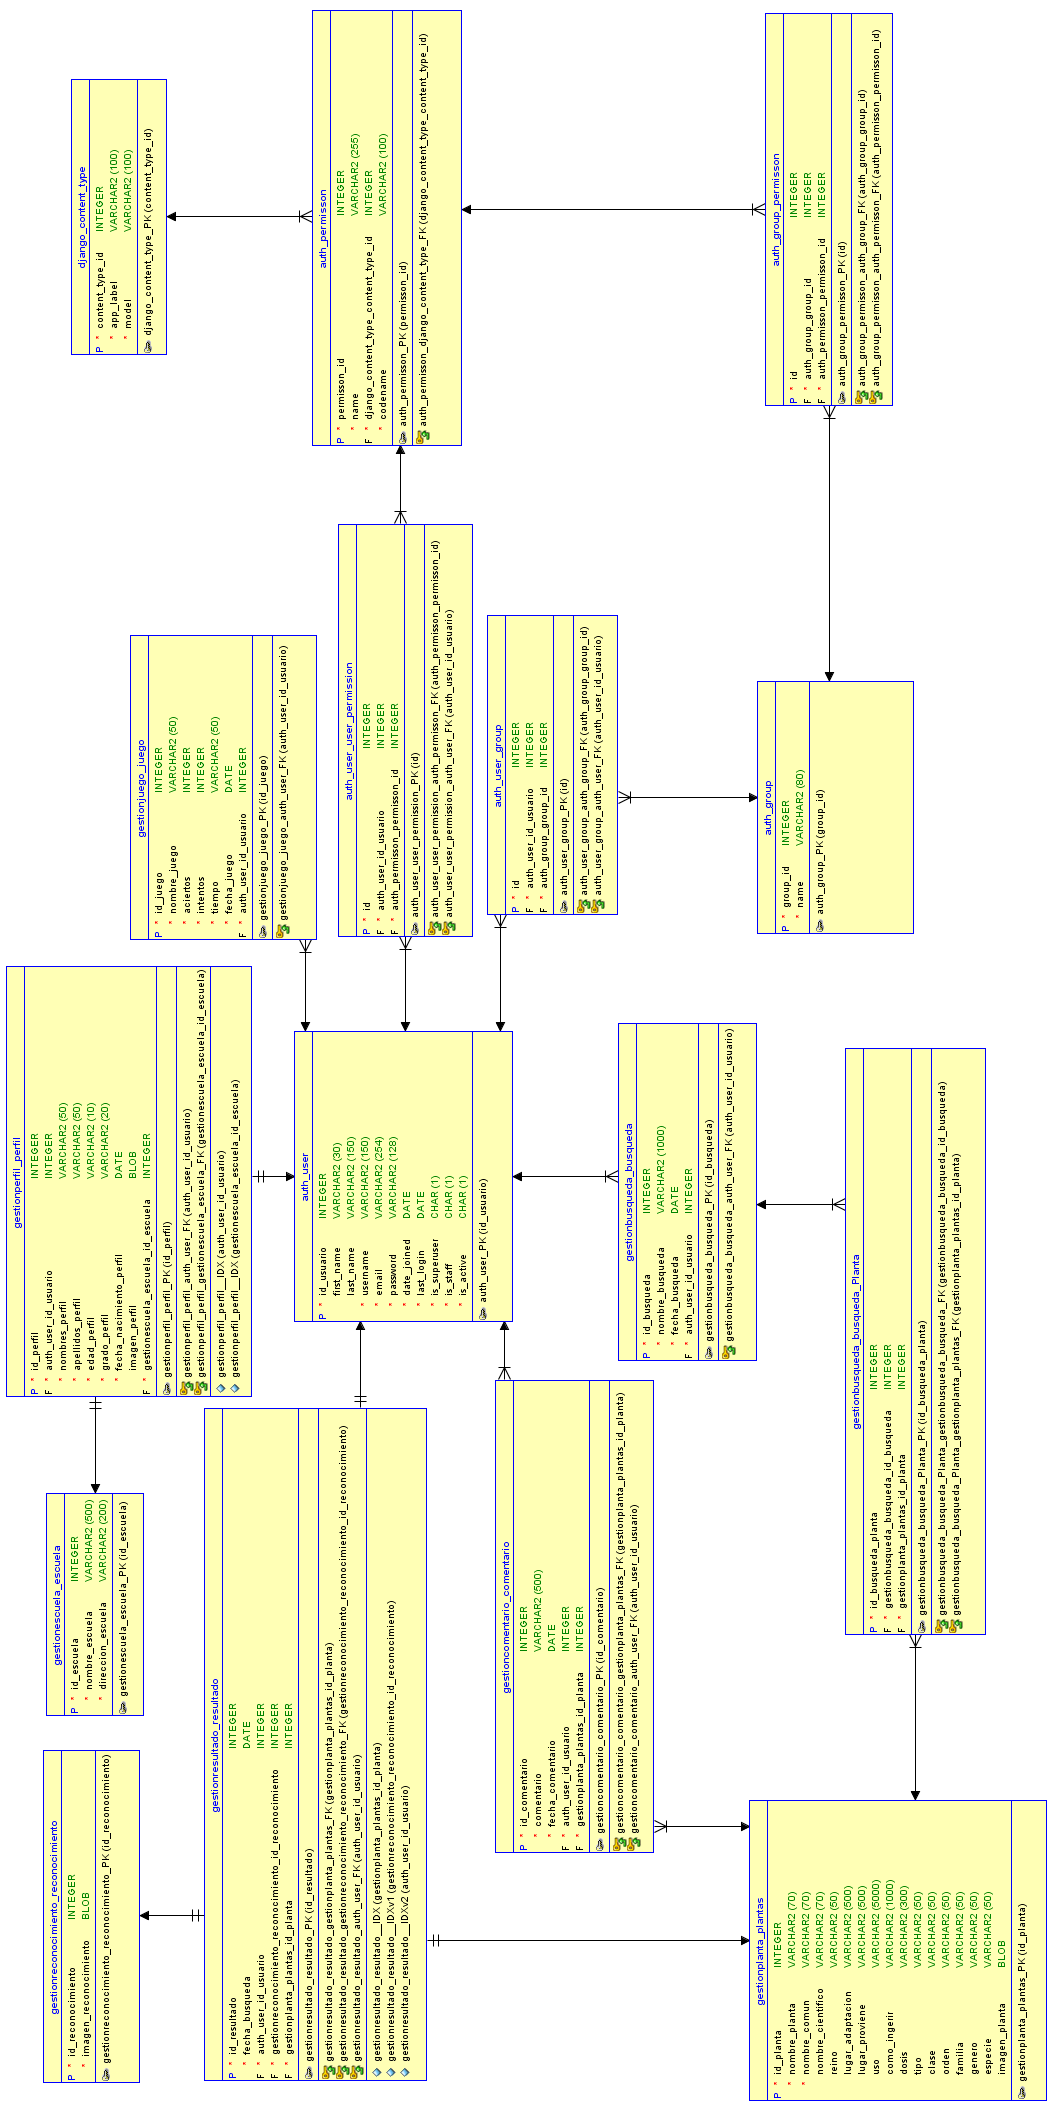 django_content_type
P * content_type_id INTEGER
* app_label VARCHAR2 (100)
* model VARCHAR2 (100)
django_content_type_PK (content_type_id)
auth_permisson
P * permisson_id INTEGER
* name VARCHAR2 (255)
F * django_content_type_content_type_id INTEGER
* codename VARCHAR2 (100)
auth_permisson_PK (permisson_id)
auth_permisson_django_content_type_FK (django_content_type_content_type_id)
auth_group_permisson
P * id INTEGER
F * auth_group_group_id INTEGER
F * auth_permisson_permisson_id INTEGER
auth_group_permisson_PK (id)
auth_group_permisson_auth_group_FK (auth_group_group_id)
auth_group_permisson_auth_permisson_FK (auth_permisson_permisson_id)
gestionjuego_juego
P * id_juego INTEGER
* nombre_juego VARCHAR2 (50)
* aciertos INTEGER
* intentos INTEGER
* tiempo VARCHAR2 (50)
* fecha_juego DATE
F * auth_user_id_usuario INTEGER
gestionjuego_juego_PK (id_juego)
gestionjuego_juego_auth_user_FK (auth_user_id_usuario)
auth_user_user_permission
P * id INTEGER
F * auth_user_id_usuario INTEGER
F * auth_permisson_permisson_id INTEGER
auth_user_user_permission_PK (id)
auth_user_user_permission_auth_permisson_FK (auth_permisson_permisson_id)
auth_user_user_permission_auth_user_FK (auth_user_id_usuario)
auth_user_group
P * id INTEGER
F * auth_user_id_usuario INTEGER
F * auth_group_group_id INTEGER
auth_user_group_PK (id)
auth_user_group_auth_group_FK (auth_group_group_id)
auth_user_group_auth_user_FK (auth_user_id_usuario)
auth_group
P * group_id INTEGER
* name VARCHAR2 (80)
auth_group_PK (group_id)
gestionperfil_perfil
P * id_perfil INTEGER
F * auth_user_id_usuario INTEGER
* nombres_perfil VARCHAR2 (50)
* apellidos_perfil VARCHAR2 (50)
* edad_perfil VARCHAR2 (10)
* grado_perfil VARCHAR2 (20)
* fecha_nacimiento_perfil DATE
imagen_perfil BLOB
F * gestionescuela_escuela_id_escuela INTEGER
gestionperfil_perfil_PK (id_perfil)
gestionperfil_perfil_auth_user_FK (auth_user_id_usuario)
gestionperfil_perfil_gestionescuela_escuela_FK (gestionescuela_escuela_id_escuela)
gestionperfil_perfil__IDX (auth_user_id_usuario)
gestionperfil_perfil__IDX (gestionescuela_escuela_id_escuela)
auth_user
P * id_usuario INTEGER
first_name VARCHAR2 (30)
last_name VARCHAR2 (150)
* username VARCHAR2 (150)
* email VARCHAR2 (254)
* password VARCHAR2 (128)
* date_joined DATE
* last_login DATE
* is_superuser CHAR (1)
* is_staff CHAR (1)
* is_active CHAR (1)
auth_user_PK (id_usuario)
gestionbusqueda_busqueda
P * id_busqueda INTEGER
* nombre_busqueda VARCHAR2 (1000)
* fecha_busqueda DATE
F * auth_user_id_usuario INTEGER
gestionbusqueda_busqueda_PK (id_busqueda)
gestionbusqueda_busqueda_auth_user_FK (auth_user_id_usuario)
gestionbusqueda_busqueda_Planta
P * id_busqueda_planta INTEGER
F * gestionbusqueda_busqueda_id_busqueda INTEGER
F * gestionplanta_plantas_id_planta INTEGER
gestionbusqueda_busqueda_Planta_PK (id_busqueda_planta)
gestionbusqueda_busqueda_Planta_gestionbusqueda_busqueda_FK (gestionbusqueda_busqueda_id_busqueda)
gestionbusqueda_busqueda_Planta_gestionplanta_plantas_FK (gestionplanta_plantas_id_planta)
gestionescuela_escuela
P * id_escuela INTEGER
* nombre_escuela VARCHAR2 (500)
* direccion_escuela VARCHAR2 (200)
gestionescuela_escuela_PK (id_escuela)
gestionreconocimiento_reconocimiento
P * id_reconocimiento INTEGER
* imagen_reconocimiento BLOB
gestionreconocimiento_reconocimiento_PK (id_reconocimiento)
gestionresultado_resultado
P * id_resultado INTEGER
* fecha_busqueda DATE
F * auth_user_id_usuario INTEGER
F * gestionreconocimiento_reconocimiento_id_reconocimiento INTEGER
F * gestionplanta_plantas_id_planta INTEGER
gestionresultado_resultado_PK (id_resultado)
gestionresultado_resultado_gestionplanta_plantas_FK (gestionplanta_plantas_id_planta)
gestionresultado_resultado_gestionreconocimiento_reconocimiento_FK (gestionreconocimiento_reconocimiento_id_reconocimiento)
gestionresultado_resultado_auth_user_FK (auth_user_id_usuario)
gestionresultado_resultado__IDX (gestionplanta_plantas_id_planta)
gestionresultado_resultado__IDXv1 (gestionreconocimiento_reconocimiento_id_reconocimiento)
gestionresultado_resultado__IDXv2 (auth_user_id_usuario)
gestioncomentario_comentario
P * id_comentario INTEGER
* comentario VARCHAR2 (500)
* fecha_comentario DATE
F * auth_user_id_usuario INTEGER
F * gestionplanta_plantas_id_planta INTEGER
gestioncomentario_comentario_PK (id_comentario)
gestioncomentario_comentario_gestionplanta_plantas_FK (gestionplanta_plantas_id_planta)
gestioncomentario_comentario_auth_user_FK (auth_user_id_usuario)
gestionplanta_plantas
P * id_planta INTEGER
* nombre_planta VARCHAR2 (70)
* nombre_comun VARCHAR2 (70)
nombre_cientifico VARCHAR2 (70)
reino VARCHAR2 (50)
lugar_adaptacion VARCHAR2 (500)
lugar_proviene VARCHAR2 (500)
uso VARCHAR2 (5000)
como_ingerir VARCHAR2 (1000)
dosis VARCHAR2 (300)
tipo VARCHAR2 (50)
clase VARCHAR2 (50)
orden VARCHAR2 (50)
familia VARCHAR2 (50)
genero VARCHAR2 (50)
especie VARCHAR2 (50)
imagen_planta BLOB
gestionplanta_plantas_PK (id_planta)